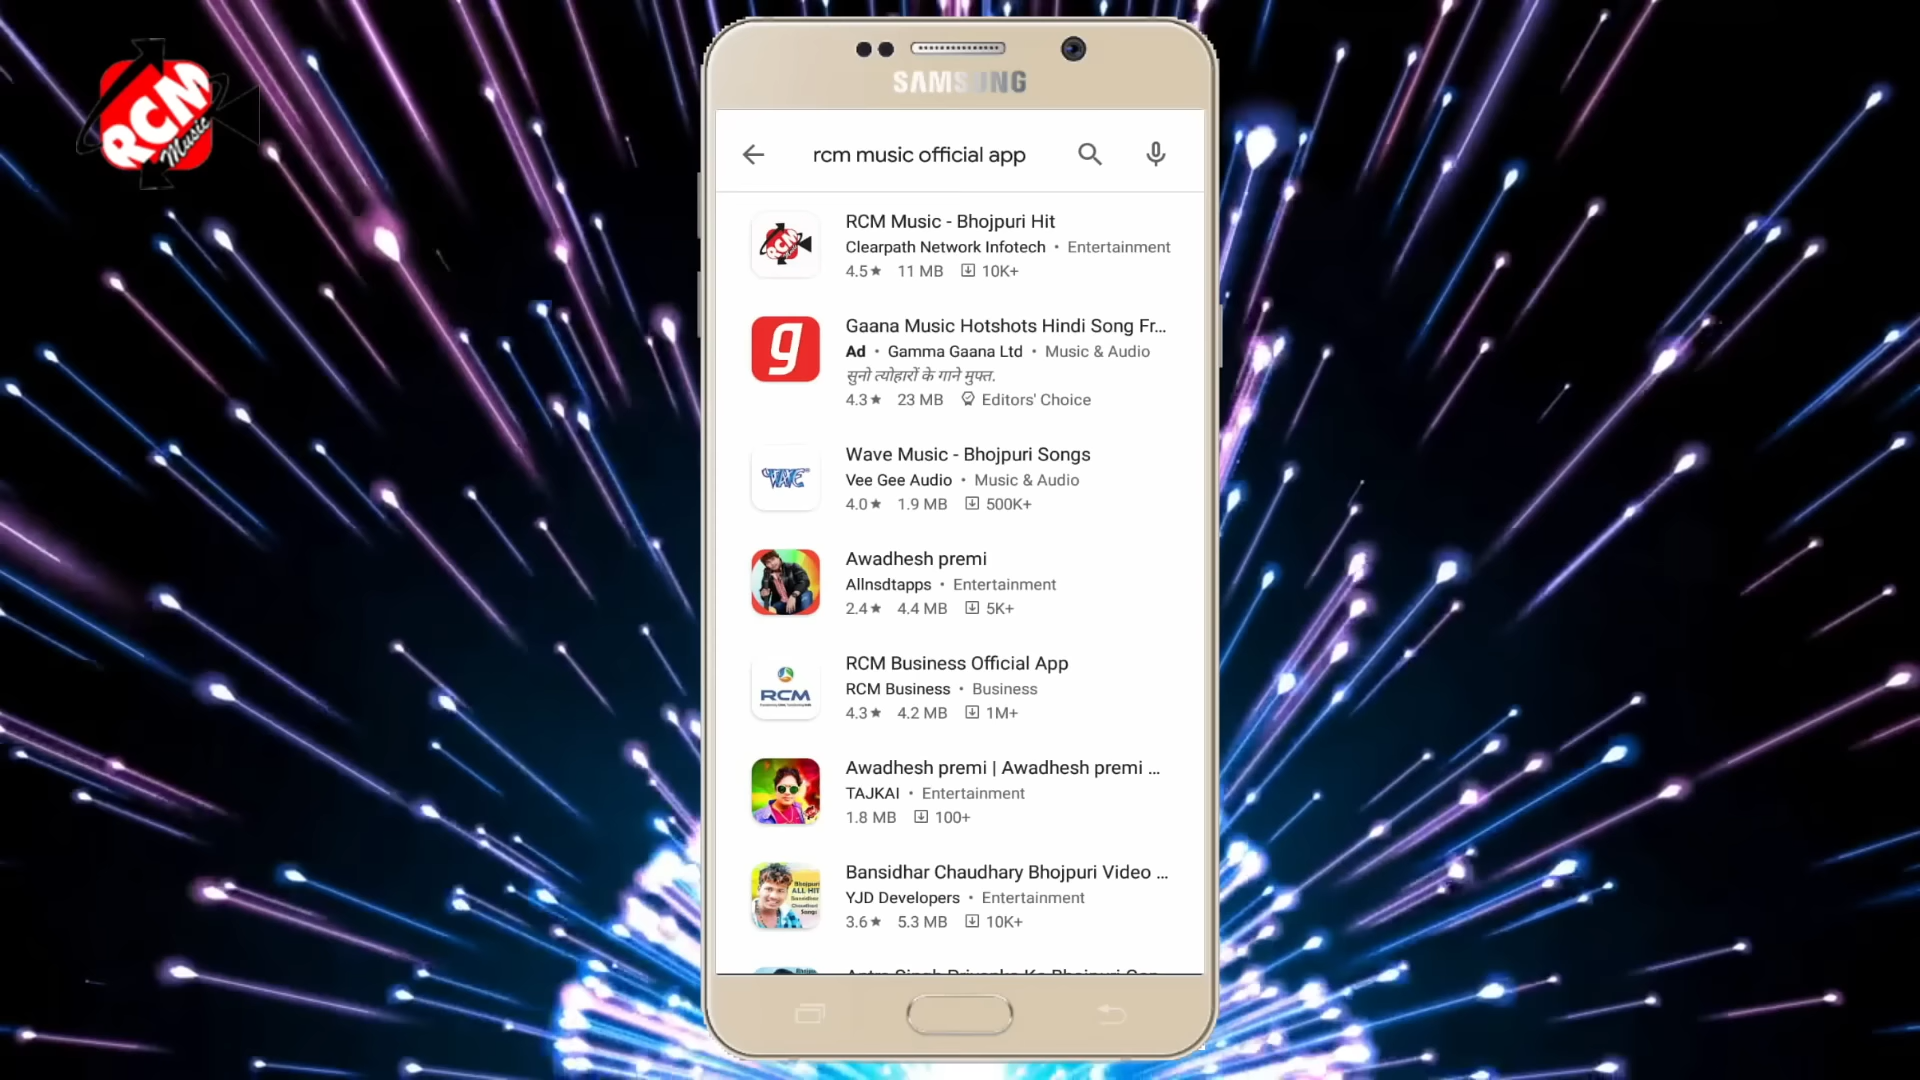 RCM
Music
SAMSUNG
rcm music official app
RCM Music - Bhojpuri Hit
Clearpath Network Infotech • Entertainment
4.5★ 11 MB 10K+
Gaana Music Hotshots Hindi Song Fr...
Ad • Gamma Gaana Ltd • Music & Audio
सुनो त्योहारों के गाने मुफ्त.
4.3★ 23 MB Editors' Choice
Wave Music - Bhojpuri Songs
Vee Gee Audio • Music & Audio
4.0★ 1.9 MB 500K+
Awadhesh premi
Allnsdtapps • Entertainment
2.4★ 4.4 MB 5K+
RCM
RCM Business Official App
RCM Business • Business
4.3★ 4.2 MB 1M+
Awadhesh premi | Awadhesh premi ...
TAJKAI • Entertainment
1.8 MB 100+
Bhojpuri
ALL HIT
Songs
Bansidhar Chaudhary Bhojpuri Video ...
YJD Developers • Entertainment
3.6★ 5.3 MB 10K+